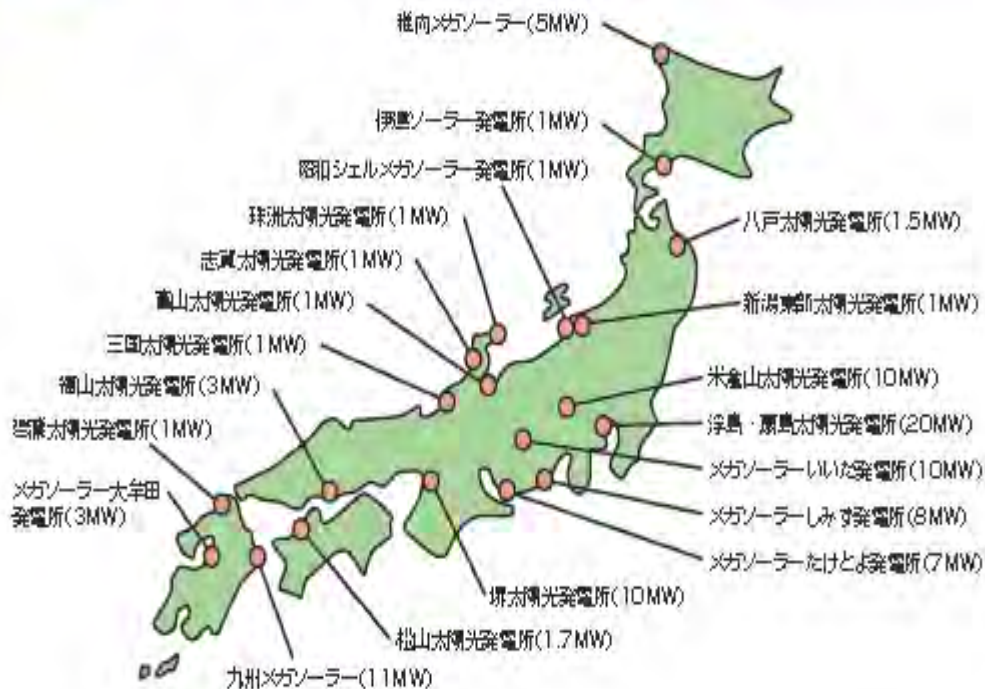 稚内メガソーラー(5MW)
伊達ソーラー発電所(1MW)
昭和シェルメガソーラー発電所(1MW)
珠洲太陽光発電所(1MW)
八戸太陽光発電所(1.5MW)
志賀太陽光発電所(1MW)
富山太陽光発電所(1MW)
新潟東部太陽光発電所(1MW)
三国太陽光発電所(1MW)
福山太陽光発電所(3MW)
米倉山太陽光発電所(10MW)
太陽光発電所(1MW)
浮島・扇島太陽光発電所(20MW)
メガソーラーいいだ発電所(10MW)
メガソーラー大牟田
発電所(3MW)
メガソーラーしみず発電所(8MW)
メガソーラーたけとよ発電所(7MW)
堺太陽光発電所(10MW)
松山太陽光発電所(1.7MW)
九州メガソーラー(11MW)